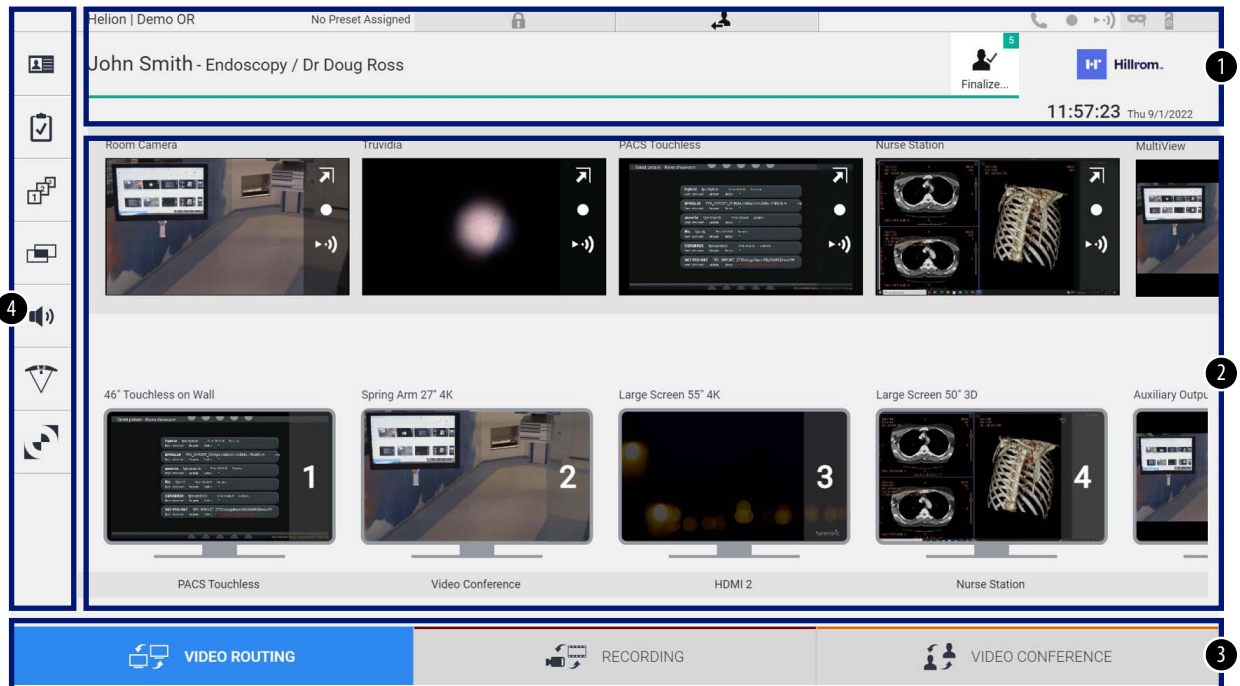 Helion | Demo OR No Preset Assigned
5
John Smith - Endoscopy / Dr Doug Ross
Finalize...
Hillrom
1
11:57:23 Thu 9/1/2022
Room Camera Truvidia PACS Touchless Nurse Station MultiView
4
2
46" Touchless on Wall Spring Arm 27" 4K Large Screen 55" 4K Large Screen 50" 3D Auxiliary Outpu
1 2 3 4
PACS Touchless Video Conference HDMI 2 Nurse Station
VIDEO ROUTING RECORDING VIDEO CONFERENCE 3